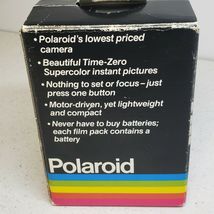 • Polaroid's lowest priced
camera
• Beautiful Time-Zero
Supercolor instant pictures
• Nothing to set or focus—just
press one button
• Motor-driven, yet lightweight
and compact
• Never have to buy batteries;
each film pack contains a
battery
Polaroid